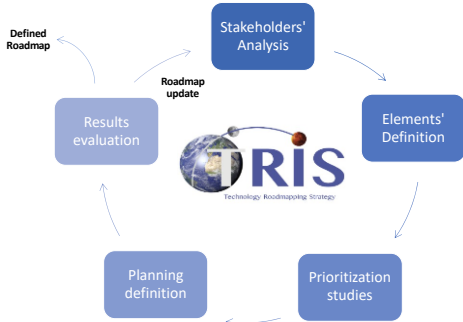 Stakeholders'
Analysis
Defined
Roadmap
Roadmap
update
Results
evaluation
Elements'
Definition
TRIS
Technology Roadmapping Strategy
Planning
definition
Prioritization
studies